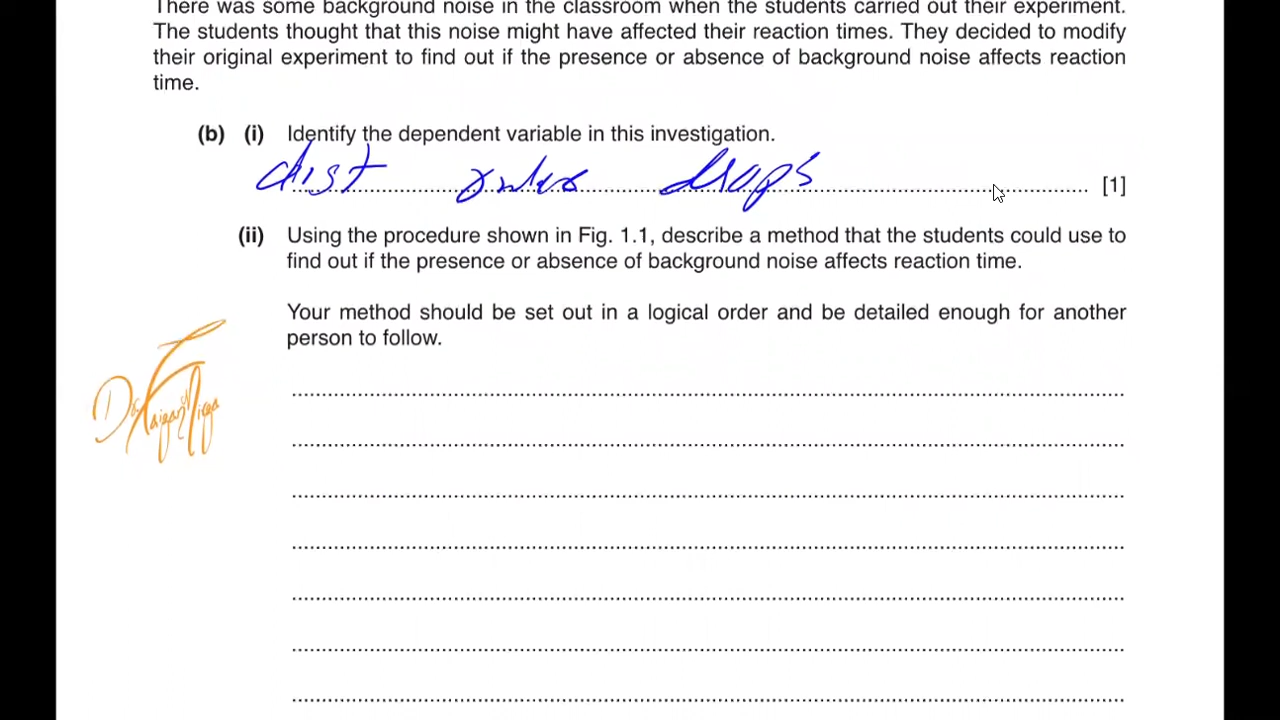 There was some background noise in the classroom when the students carried out their experiment.
The students thought that this noise might have affected their reaction times. They decided to modify
their original experiment to find out if the presence or absence of background noise affects reaction
time.
(b) (i) Identify the dependent variable in this investigation.
dist ruler drops
[1]
(ii) Using the procedure shown in Fig. 1.1, describe a method that the students could use to
find out if the presence or absence of background noise affects reaction time.
Your method should be set out in a logical order and be detailed enough for another
person to follow.